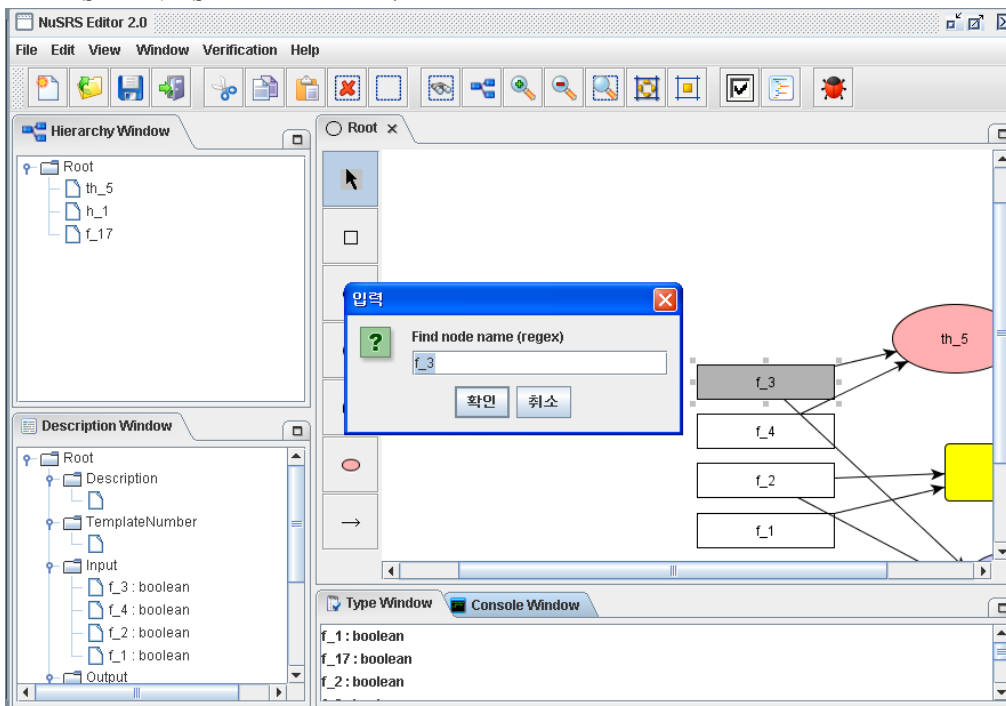 NuSRS Editor 2.0
File Edit View Window Verification Help
Hierarchy Window
Root
th_5
h_1
f_17
Root
입력
Find node name (regex)
f_3
확인 취소
th_5
f_3
f_4
f_2
f_1
Description Window
Root
Description
TemplateNumber
Input
f_3 : boolean
f_4 : boolean
f_2 : boolean
f_1 : boolean
Output
Type Window Console Window
f_1 : boolean
f_17 : boolean
f_2 : boolean